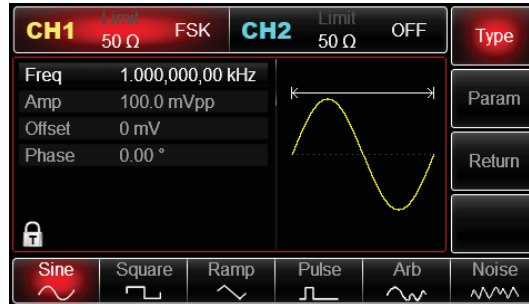 CH1 Limit 50 Ω FSK CH2 Limit 50 Ω OFF
Type
Freq 1.000,000,00 kHz
Amp 100.0 mVpp
Offset 0 mV
Phase 0.00 °
Param
Return
Sine Square Ramp Pulse Arb Noise